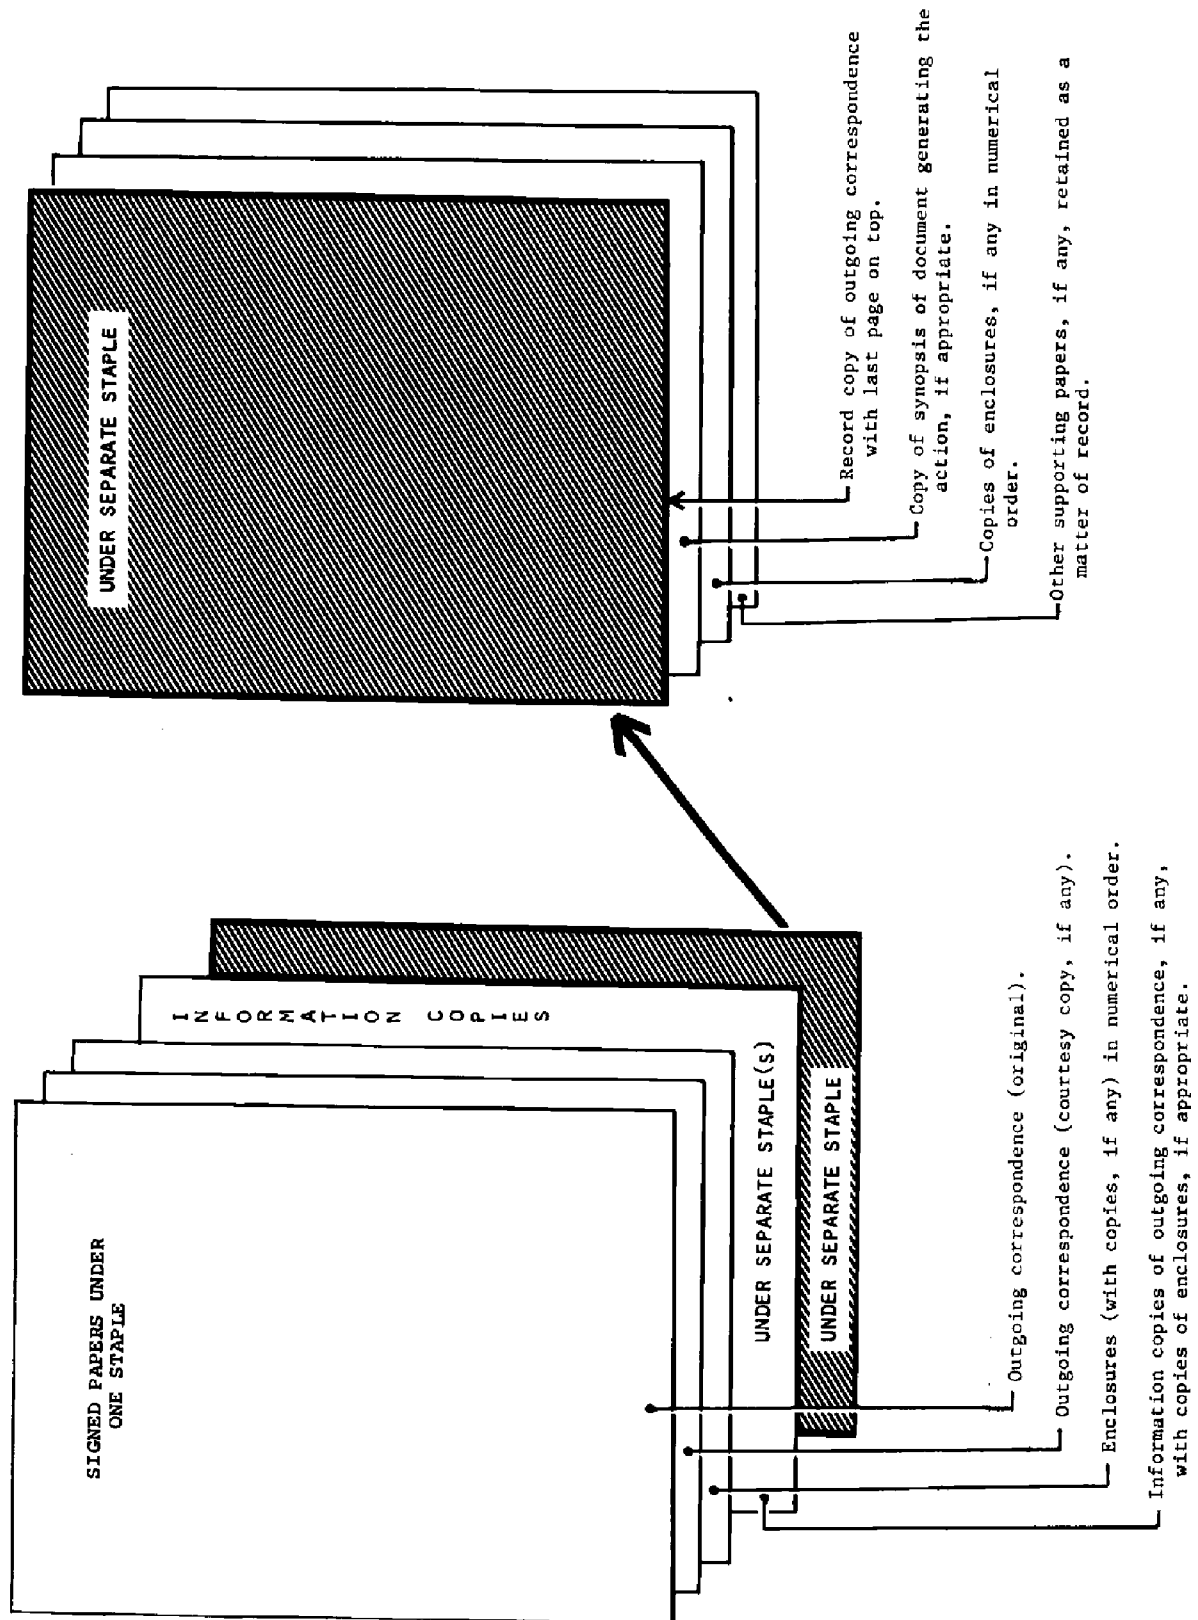 SIGNED PAPERS UNDER
ONE STAPLE
INFORMATION COPIES
UNDER SEPARATE STAPLE(S)
UNDER SEPARATE STAPLE
Outgoing correspondence (original).
Outgoing correspondence (courtesy copy, if any).
Enclosures (with copies, if any) in numerical order.
Information copies of outgoing correspondence, if any,
with copies of enclosures, if appropriate.
UNDER SEPARATE STAPLE
Record copy of outgoing correspondence
with last page on top.
Copy of synopsis of document generating the
action, if appropriate.
Copies of enclosures, if any in numerical
order.
Other supporting papers, if any, retained as a
matter of record.